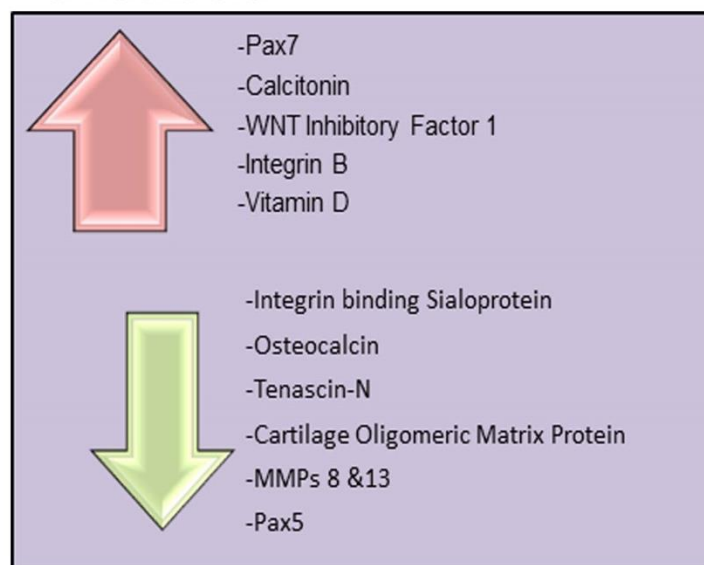 -Pax7
-Calcitonin
-WNT Inhibitory Factor 1
-Integrin B
-Vitamin D
-Integrin binding Sialoprotein
-Osteocalcin
-Tenascin-N
-Cartilage Oligomeric Matrix Protein
-MMPs 8 &13
-Pax5